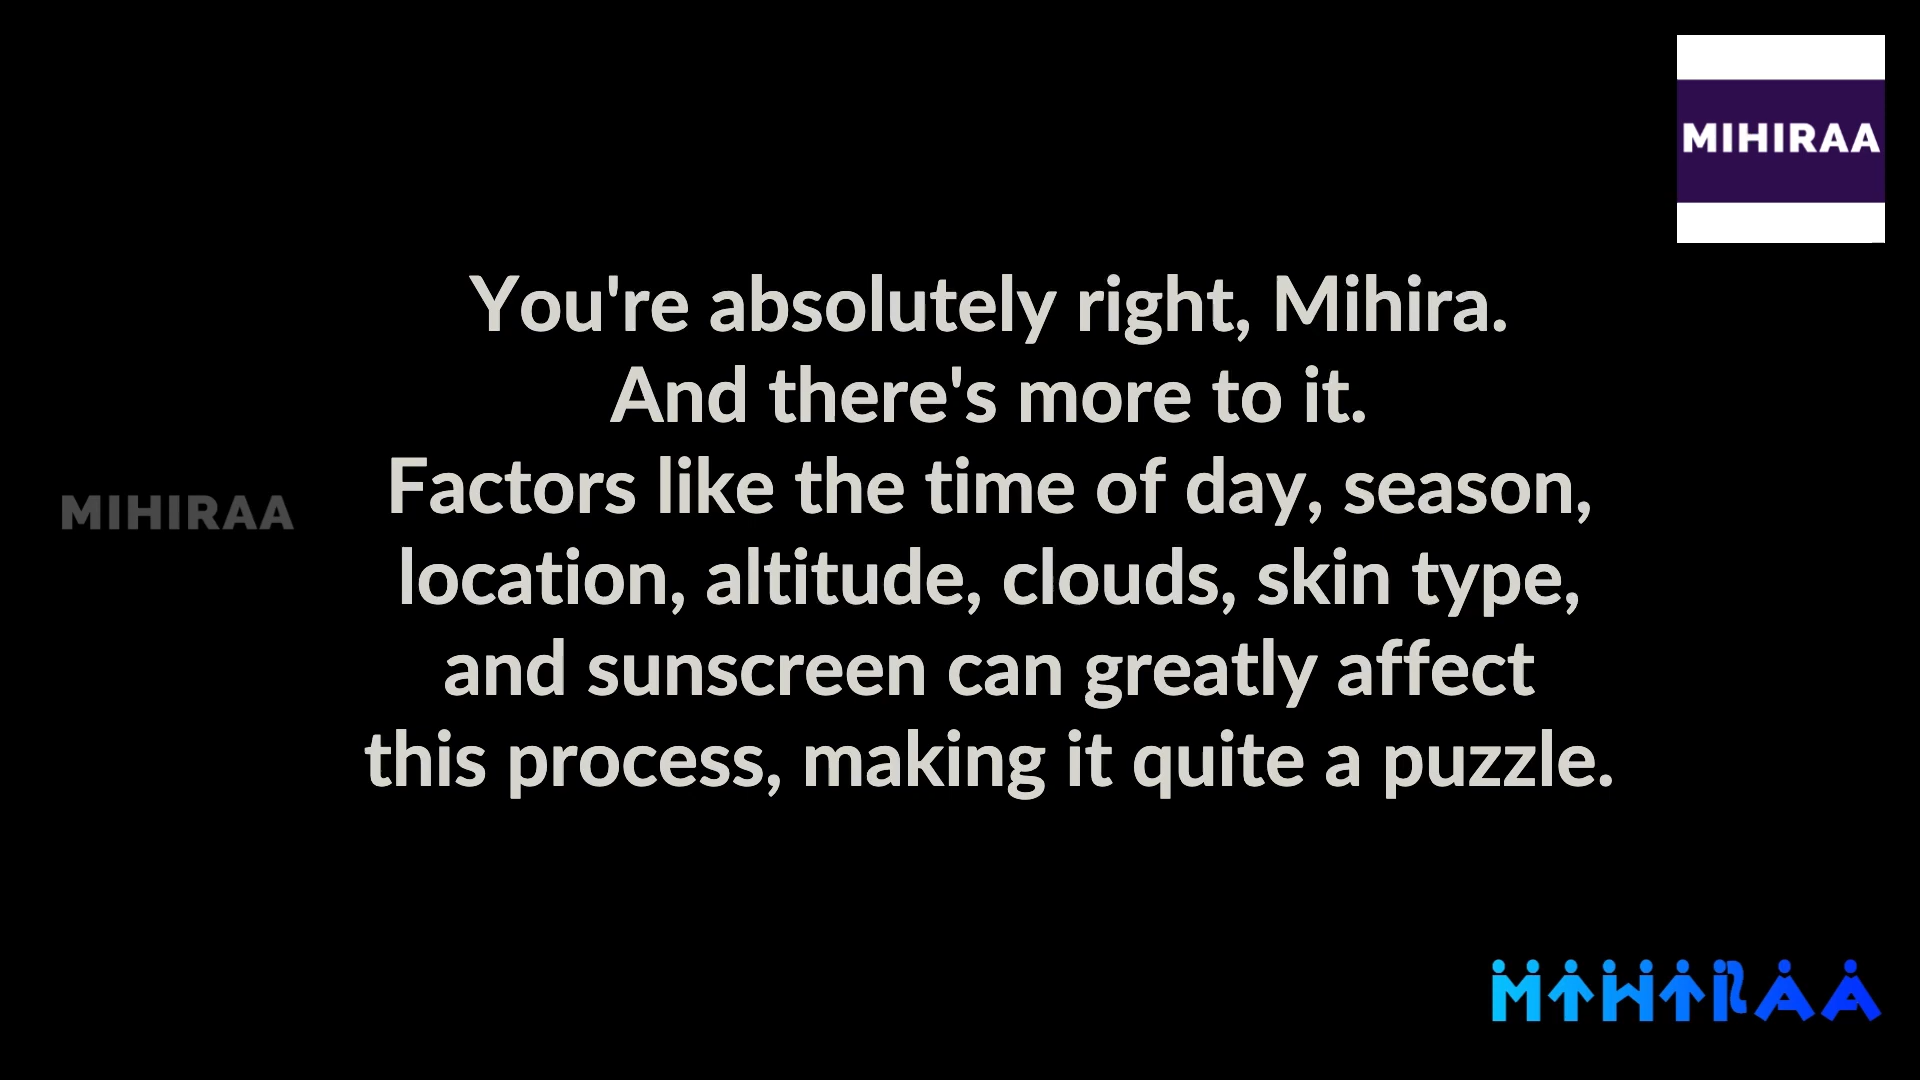 MIHIRAA
You're absolutely right, Mihira.
And there's more to it.
Factors like the time of day, season,
location, altitude, clouds, skin type,
and sunscreen can greatly affect
this process, making it quite a puzzle.
MIHIRAA
MIHIRAA